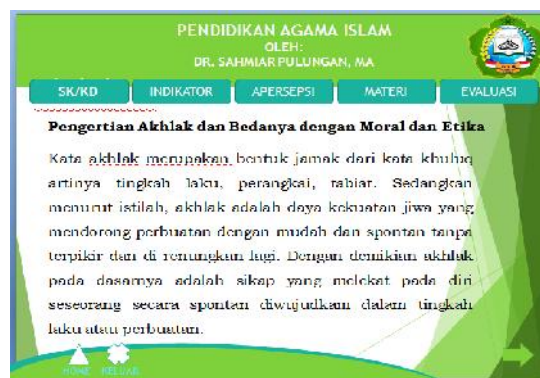 PENDIDIKAN AGAMA ISLAM
OLEH:
DR. SAHMIAR PULUNGAN, MA
SK/KD
INDIKATOR
APERSEPSI
MATERI
EVALUASI
Pengertian Akhlak dan Bedanya dengan Moral dan Etika
Kata akhlak merupakan bentuk jamak dari kata khuluq
artinya tingkah laku, perangkai, tabiat. Sedangkan
menurut istilah, akhlak adalah daya kekuatan jiwa yang
mendorong perbuatan dengan mudah dan spontan tanpa
terpikir dan di renungkan lagi. Dengan demikian akhlak
pada dasarnya adalah sikap yang melekat pada diri
seseorang secara spontan diwujudkan dalam tingkah
laku atau perbuatan.
HOME
KELUAR